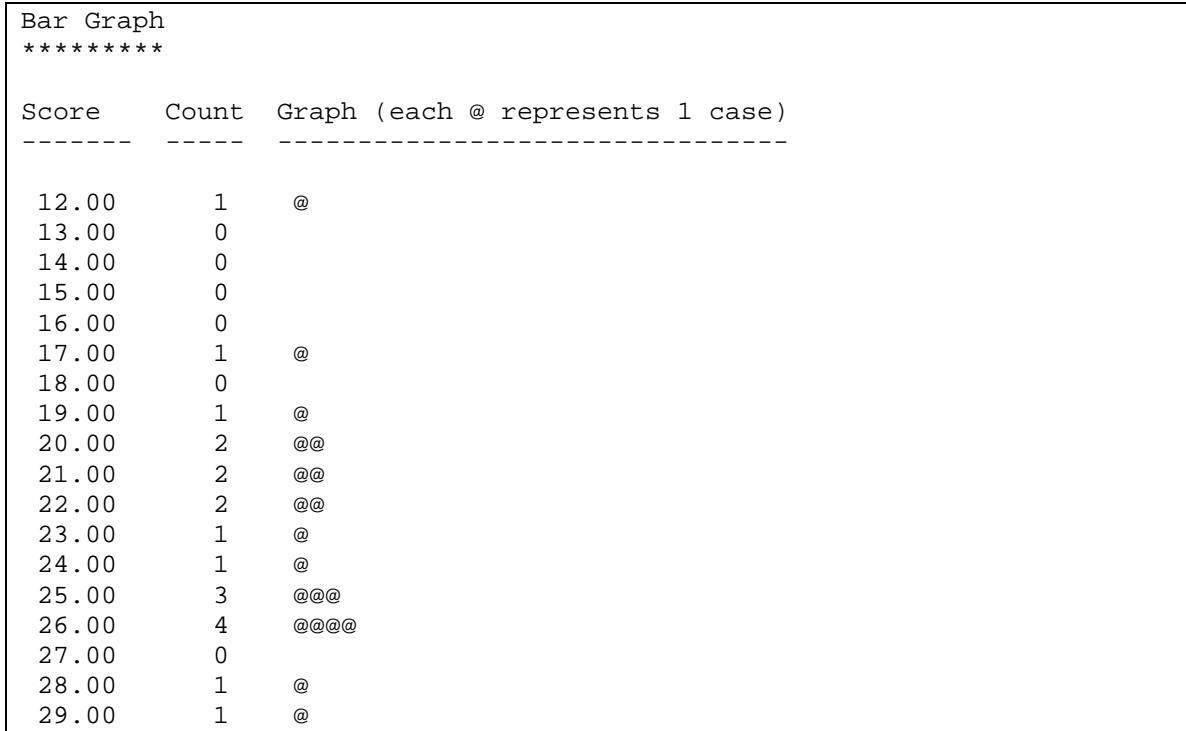 Bar Graph
*********
Score    Count  Graph (each @ represents 1 case)
-------  -----  --------------------------------
 12.00      1    @
 13.00      0
 14.00      0
 15.00      0
 16.00      0
 17.00      1    @
 18.00      0
 19.00      1    @
 20.00      2    @@
 21.00      2    @@
 22.00      2    @@
 23.00      1    @
 24.00      1    @
 25.00      3    @@@
 26.00      4    @@@@
 27.00      0
 28.00      1    @
 29.00      1    @